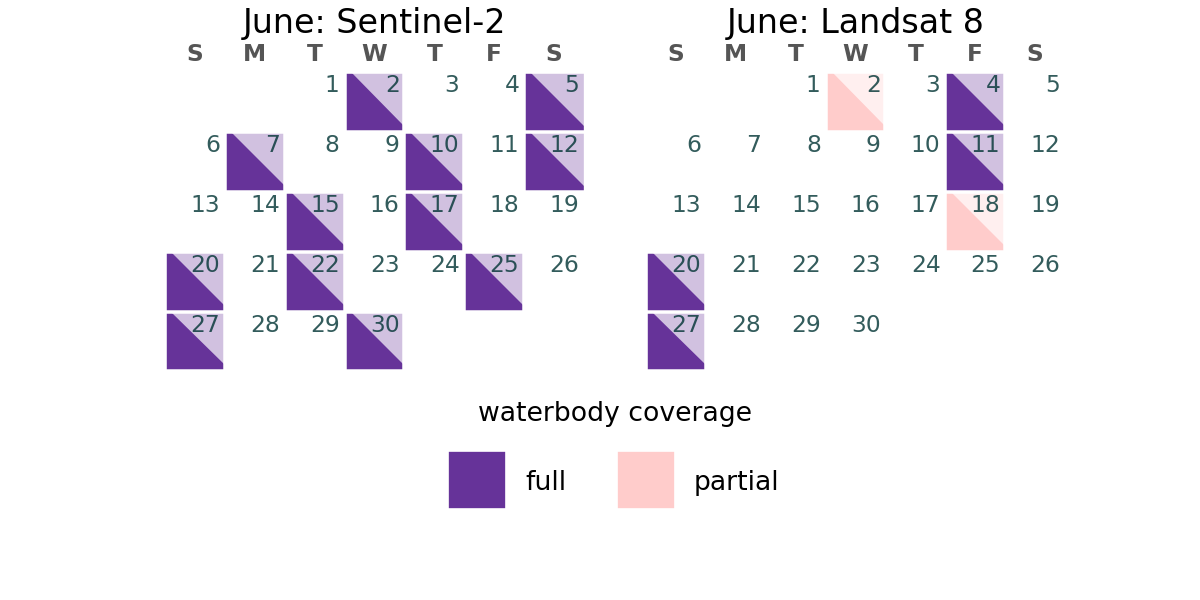 June: Sentinel-2
S M T W T F S
1 2 3 4 5
6 7 8 9 10 11 12
13 14 15 16 17 18 19
20 21 22 23 24 25 26
27 28 29 30
June: Landsat 8
S M T W T F S
1 2 3 4 5
6 7 8 9 10 11 12
13 14 15 16 17 18 19
20 21 22 23 24 25 26
27 28 29 30
waterbody coverage
full partial